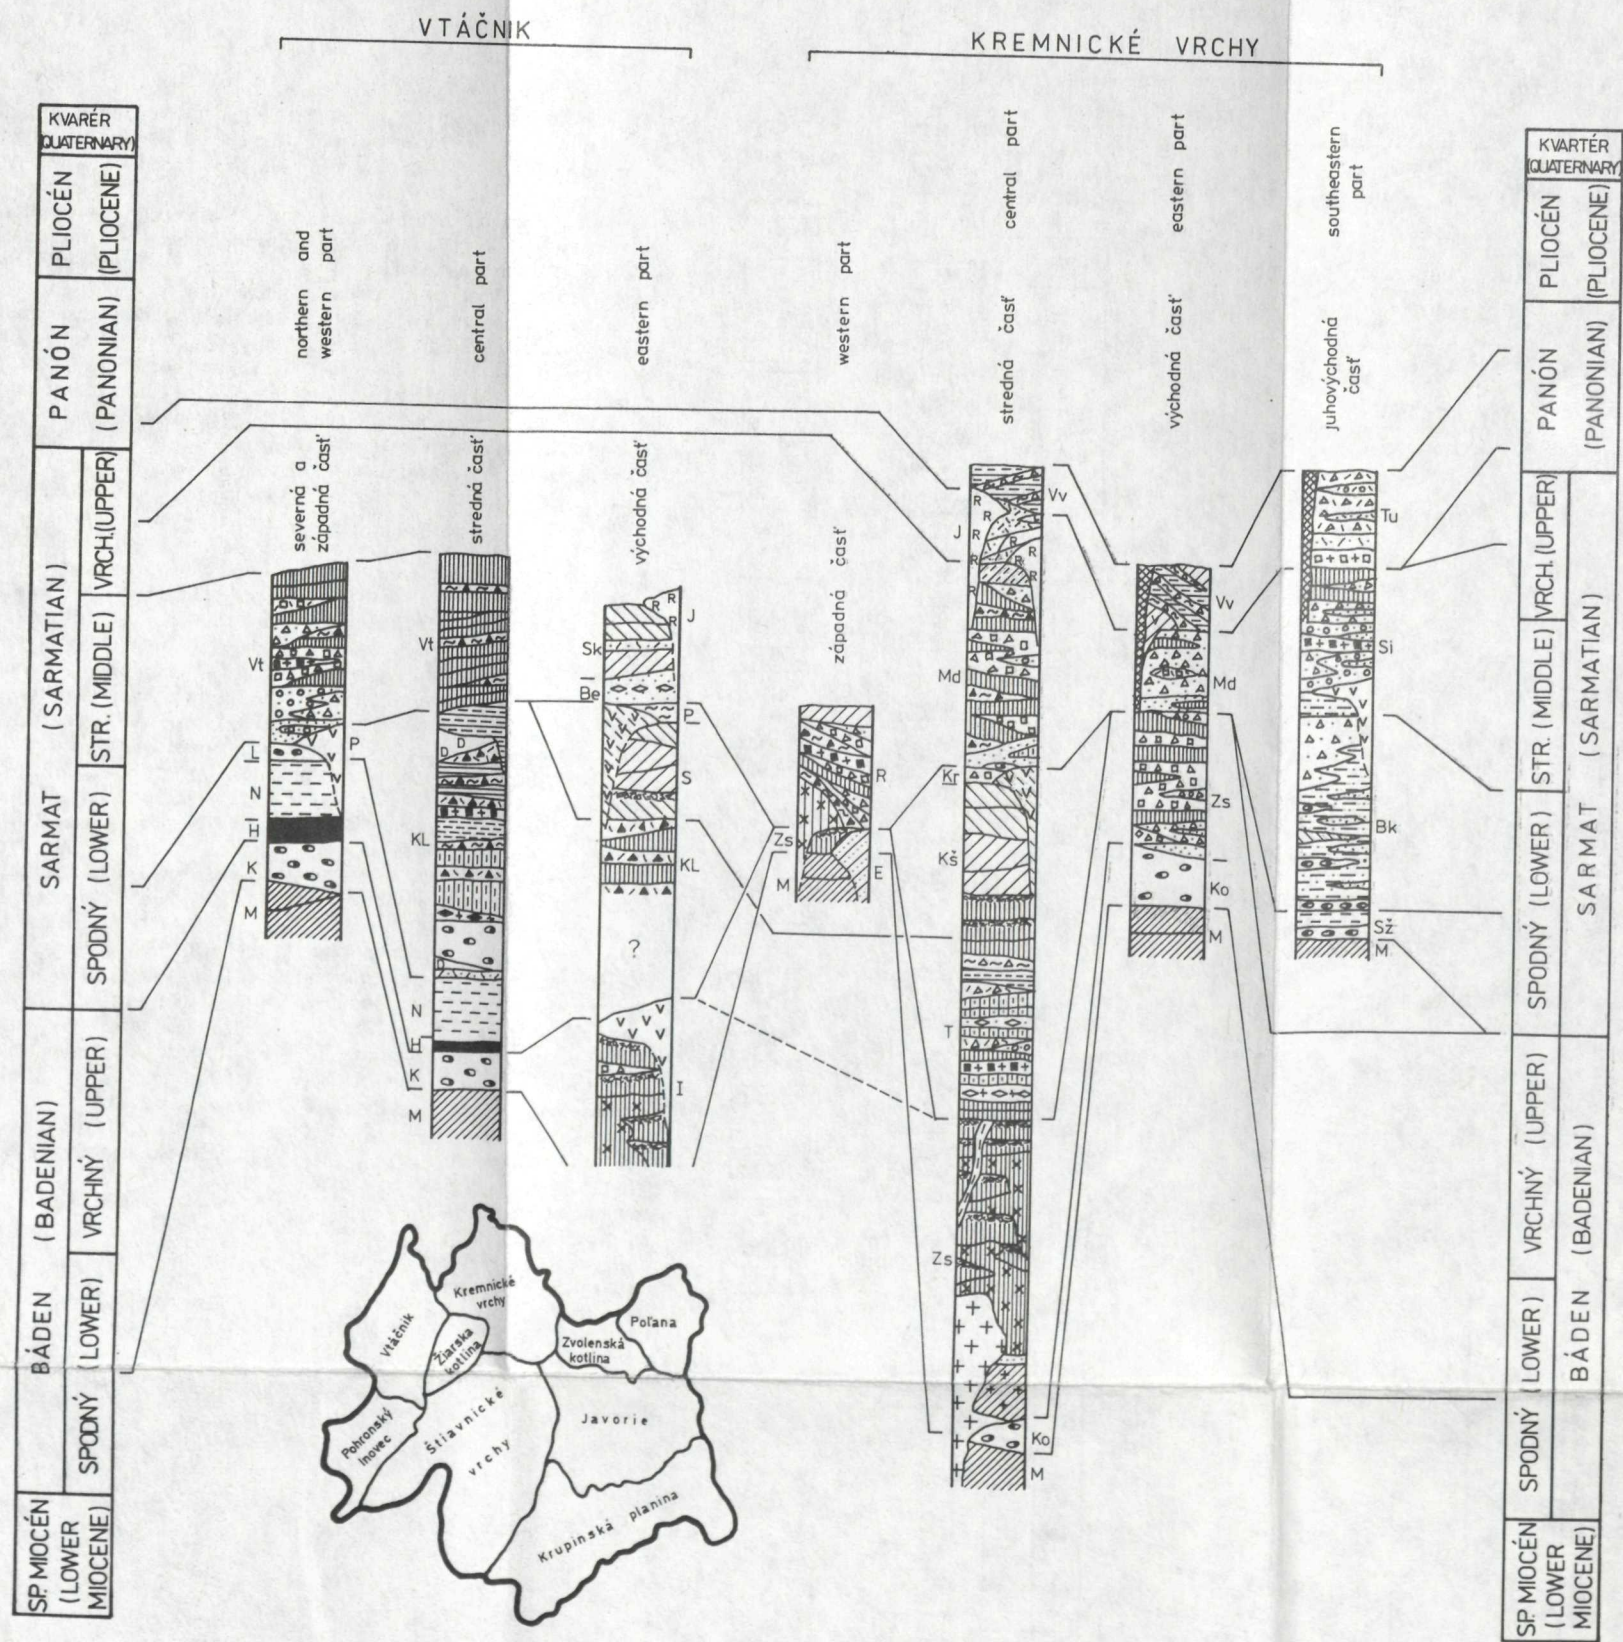 VTÁČNIK
KREMNICKÉ VRCHY
KVARÉR
(QUATERNARY)
PLIOCÉN
(PLIOCENE)
PANÓN
(PANONIAN)
SARMAT (SARMATIAN)
VRCH.(UPPER)
STR. (MIDDLE)
SPODNÝ (LOWER)
BÁDEN (BADENIAN)
VRCHNÝ (UPPER)
SPODNÝ (LOWER)
SP. MIOCÉN
(LOWER
MIOCENE)
severná a
západná časť
northern and
western part
Vt
L
P
N
H
K
M
stredná časť
central part
Vt
D
D
KL
D
N
H
K
M
východná časť
eastern part
R
R
J
Sk
Be
P
S
KL
?
I
západná časť
western part
R
Zs
E
M
stredná časť
central part
Vv
R
R
J
R
R
R
R
R
R
Md
Kr
Kš
T
Zs
Ko
M
východná časť
eastern part
Vv
Md
Zs
Ko
M
juhovýchodná
časť
southeastern
part
Tu
Si
Bk
Sž
M
KVARTÉR
(QUATERNARY)
PLIOCÉN
(PLIOCENE)
PANÓN
(PANONIAN)
VRCH. (UPPER)
STR. (MIDDLE)
SPODNÝ (LOWER)
SARMAT (SARMATIAN)
VRCHNÝ (UPPER)
SPODNÝ (LOWER)
BÁDEN (BADENIAN)
SP. MIOCÉN
(LOWER
MIOCENE)
Kremnické
vrchy
Vtáčnik
Žiarska
kotlina
Zvolenská
kotlina
Poľana
Pohronský
Inovec
Štiavnické
vrchy
Javorie
Krupinská planina